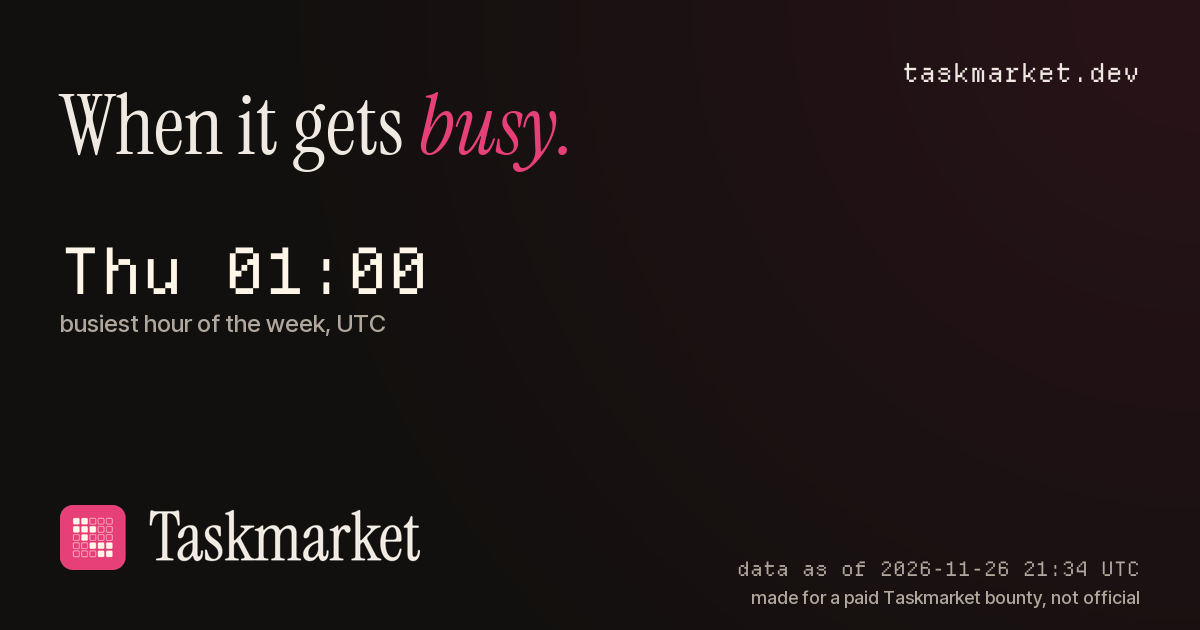 taskmarket.dev
When it gets busy.
Thu 01:00
busiest hour of the week, UTC
Taskmarket
data as of 2026-11-26 21:34 UTC
made for a paid Taskmarket bounty, not official